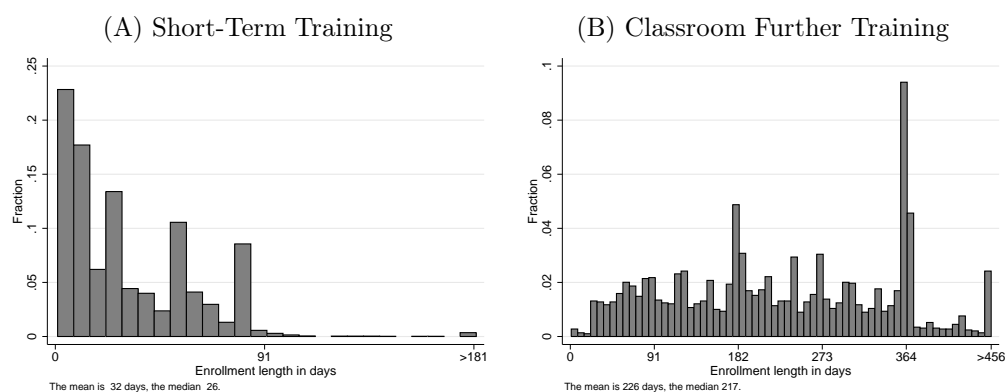 (A) Short-Term Training
.25
.2
.15
.1
.05
0
Fraction
0 91 >181
Enrollment length in days
The mean is 32 days, the median 26.
(B) Classroom Further Training
.1
.08
.06
.04
.02
0
Fraction
0 91 182 273 364 >456
Enrollment length in days
The mean is 226 days, the median 217.